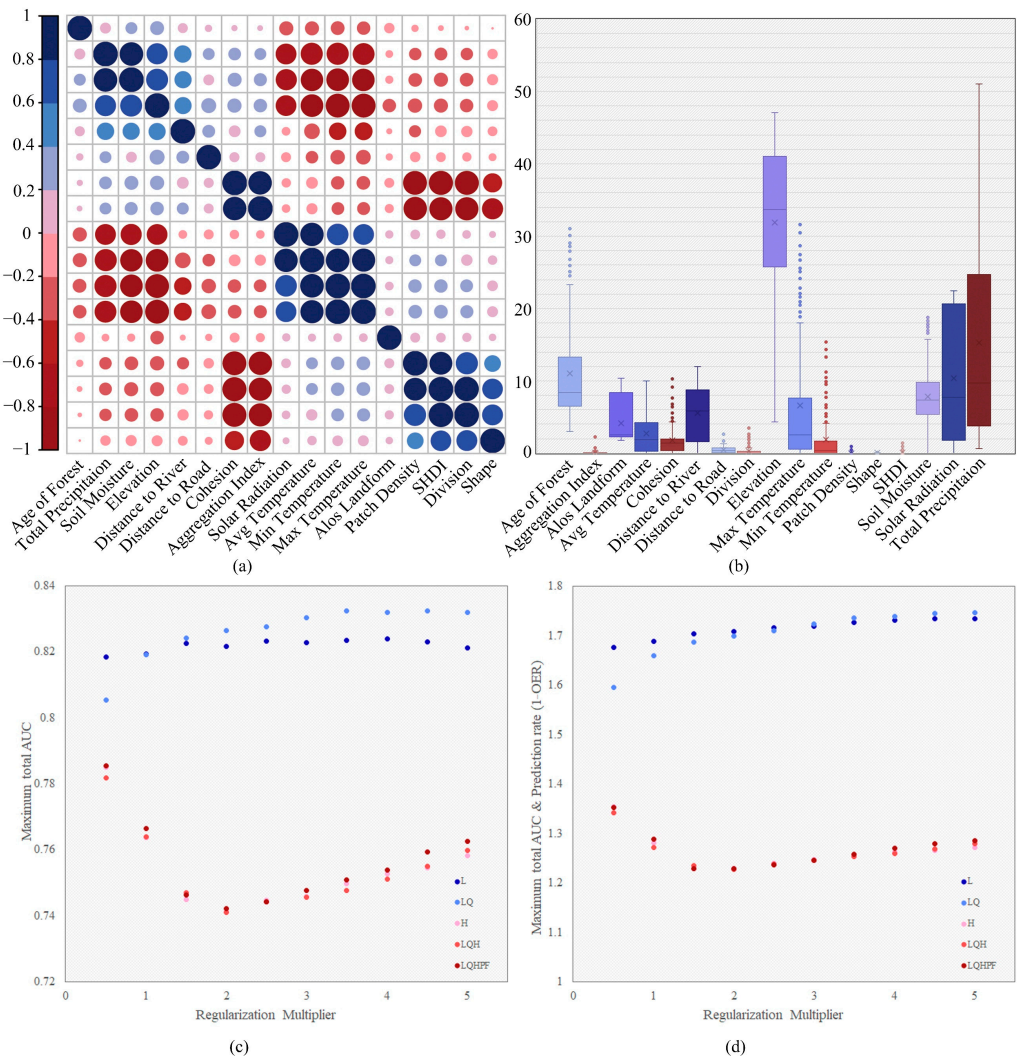 1
0.8
0.6
0.4
0.2
0
−0.2
−0.4
−0.6
−0.8
−1
Age of Forest
Total Precipitation
Soil Moisture
Elevation
Distance to River
Distance to Road
Cohesion
Aggregation Index
Solar Radiation
Avg Temperature
Min Temperature
Max Temperature
Alos Landform
Patch Density
SHDI
Division
Shape
(a)
60
50
40
30
20
10
0
Age of Forest
Aggregation Index
Alos Landform
Avg Temperature
Cohesion
Distance to River
Distance to Road
Division
Elevation
Max Temperature
Min Temperature
Patch Density
Shape
SHDI
Soil Moisture
Solar Radiation
Total Precipitaion
(b)
Maximum total AUC
0.84
0.82
0.8
0.78
0.76
0.74
0.72
0
1
2
3
4
5
L
LQ
H
LQH
LQHPF
Regularization Multiplier
(c)
Maximum total AUC & Prediction rate (1-OER)
1.8
1.7
1.6
1.5
1.4
1.3
1.2
1.1
1
0
1
2
3
4
5
L
LQ
H
LQH
LQHPF
Regularization Multiplier
(d)